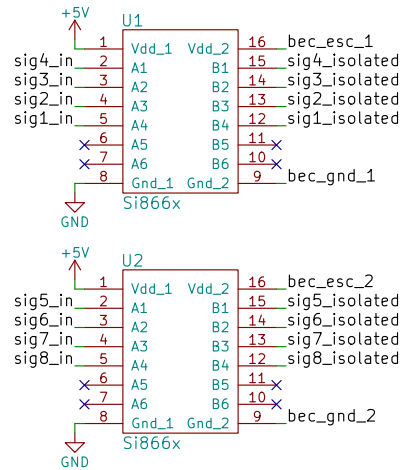 +5V
U1
1 Vdd_1 Vdd_2 16 bec_esc_1
sig4_in 2 A1 B1 15 sig4_isolated
sig3_in 3 A2 B2 14 sig3_isolated
sig2_in 4 A3 B3 13 sig2_isolated
sig1_in 5 A4 B4 12 sig1_isolated
6 A5 B5 11
7 A6 B6 10
8 Gnd_1 Gnd_2 9 bec_gnd_1
Si866x
GND
+5V
U2
1 Vdd_1 Vdd_2 16 bec_esc_2
sig5_in 2 A1 B1 15 sig5_isolated
sig6_in 3 A2 B2 14 sig6_isolated
sig7_in 4 A3 B3 13 sig7_isolated
sig8_in 5 A4 B4 12 sig8_isolated
6 A5 B5 11
7 A6 B6 10
8 Gnd_1 Gnd_2 9 bec_gnd_2
Si866x
GND